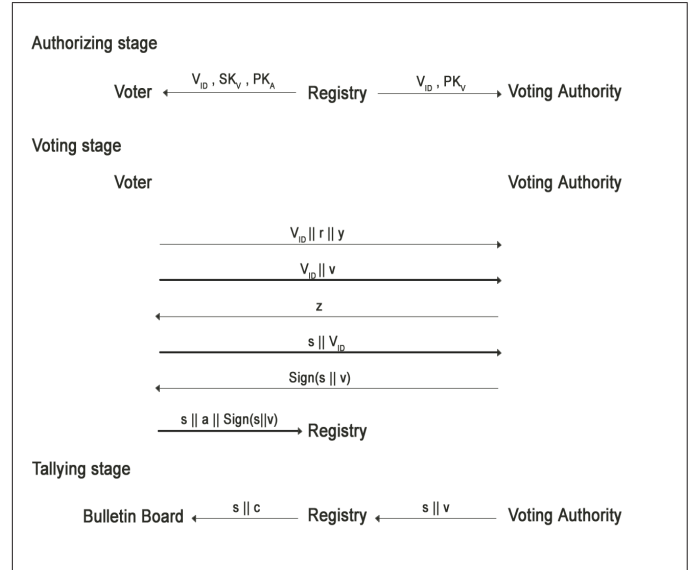 Authorizing stage
Voter V_ID , SK_V , PK_A Registry V_ID , PK_V Voting Authority
Voting stage
Voter Voting Authority
V_ID || r || y
V_ID || v
z
s || V_ID
Sign(s || v)
s || a || Sign(s||v) Registry
Tallying stage
Bulletin Board s || c Registry s || v Voting Authority